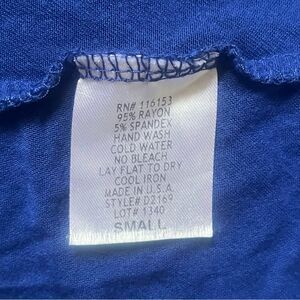 RN# 116153
95% RAYON
5% SPANDEX
HAND WASH
COLD WATER
NO BLEACH
LAY FLAT TO DRY
COOL IRON
MADE IN U.S.A.
STYLE# D2169
LOT# 1340
SMALL